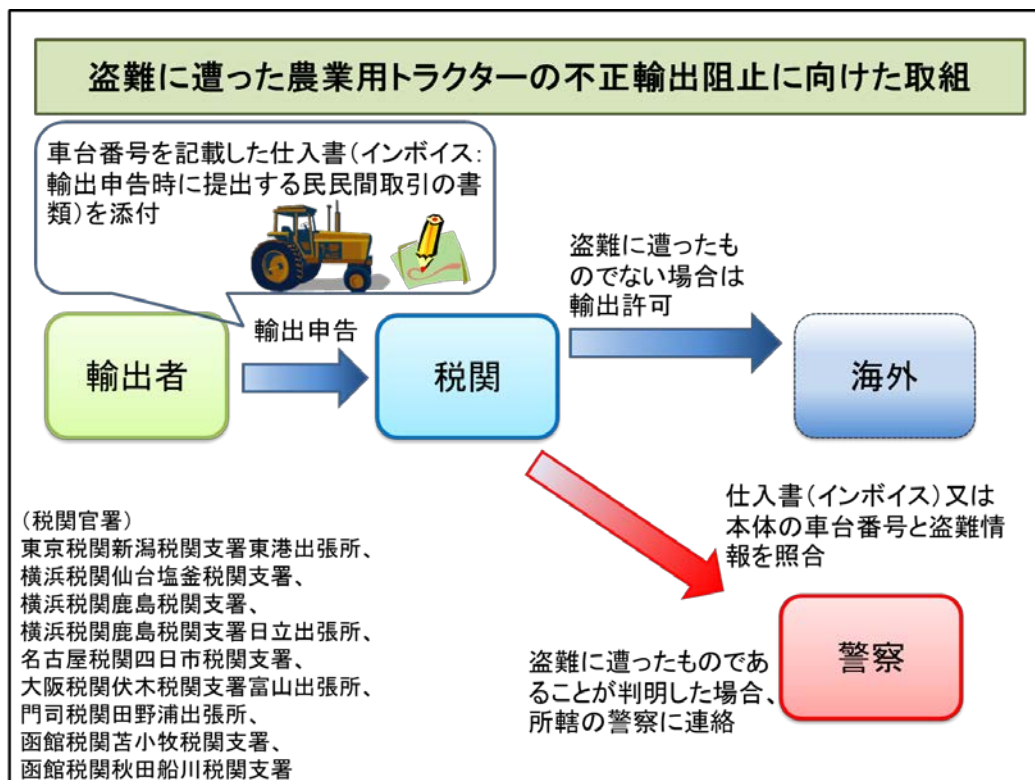 盗難に遭った農業用トラクターの不正輸出阻止に向けた取組
車台番号を記載した仕入書(インボイス:
輸出申告時に提出する民民間取引の書
類)を添付
盗難に遭ったも
のでない場合は
輸出許可
輸出申告
輸出者
税関
海外
仕入書(インボイス)又は
本体の車台番号と盗難情
報を照合
(税関官署)
東京税関新潟税関支署東港出張所、
横浜税関仙台塩釜税関支署、
横浜税関鹿島税関支署、
横浜税関鹿島税関支署日立出張所、
名古屋税関四日市税関支署、
大阪税関伏木税関支署富山出張所、
門司税関田野浦出張所、
函館税関苫小牧税関支署、
函館税関秋田船川税関支署
警察
盗難に遭ったものであ
ることが判明した場合、
所轄の警察に連絡